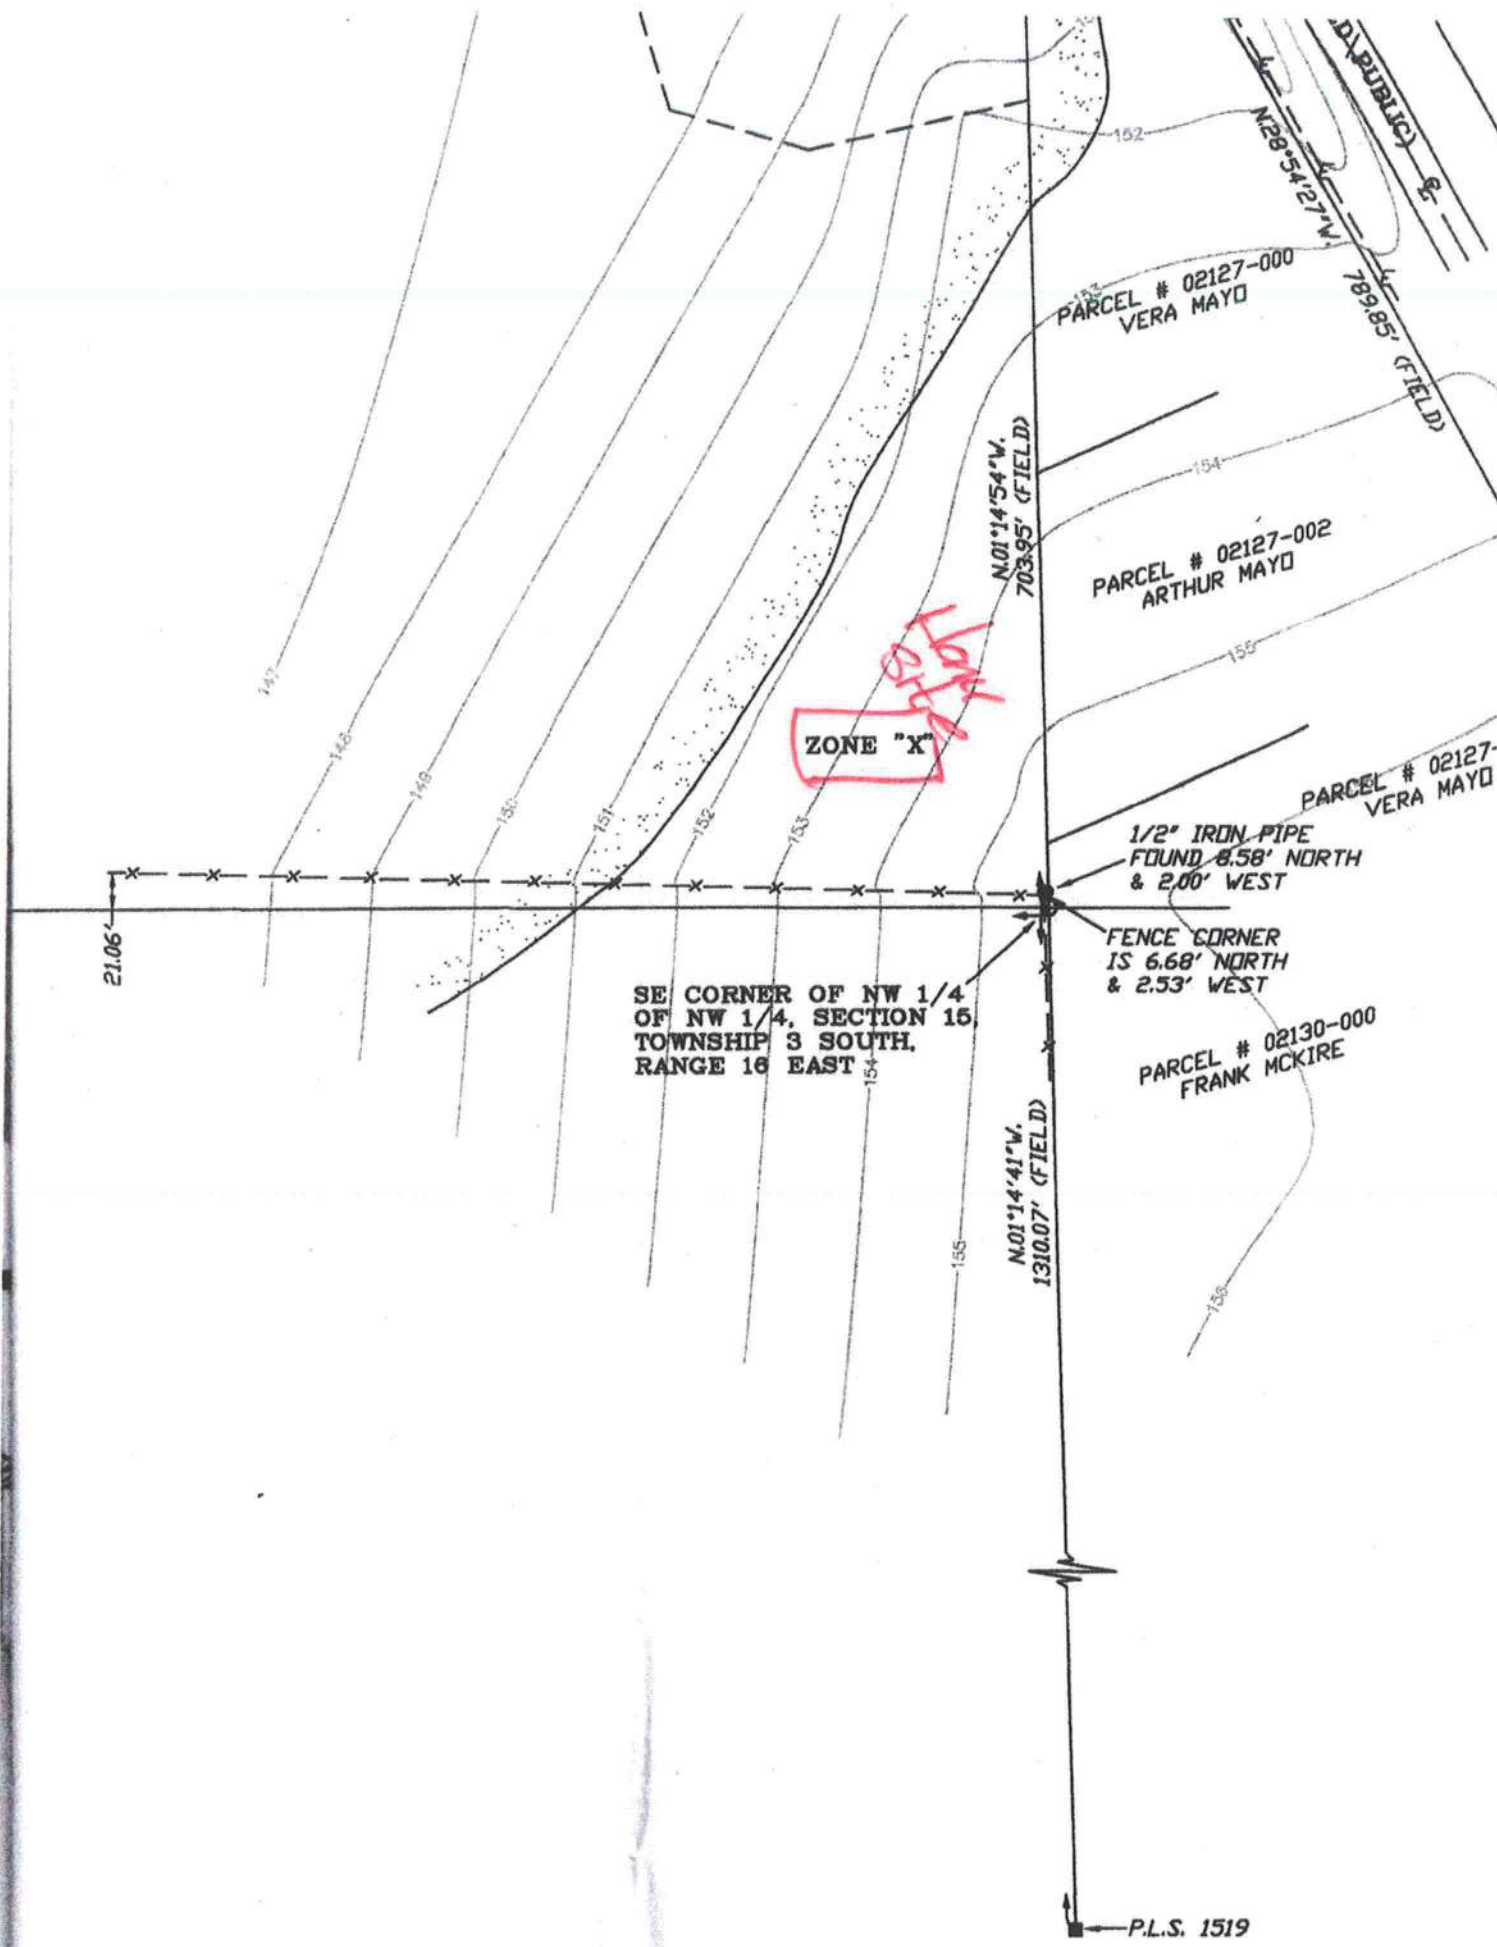 152
D\PUBLIC)
N.28°54'27"W.
789.85' (FIELD)
153
PARCEL # 02127-000
VERA MAYO
N.01°14'54"W.
703.95' (FIELD)
154
PARCEL # 02127-002
ARTHUR MAYO
155
147
148
149
150
151
152
153
ZONE "X"
PARCEL # 02127-
VERA MAYO
1/2" IRON PIPE
FOUND 8.58' NORTH
& 2.00' WEST
21.06'
FENCE CORNER
IS 6.68' NORTH
& 2.53' WEST
SE CORNER OF NW 1/4
OF NW 1/4, SECTION 15,
TOWNSHIP 3 SOUTH,
RANGE 16 EAST
154
PARCEL # 02130-000
FRANK MCKIRE
N.01°14'41"W.
1310.07' (FIELD)
155
156
P.L.S. 1519